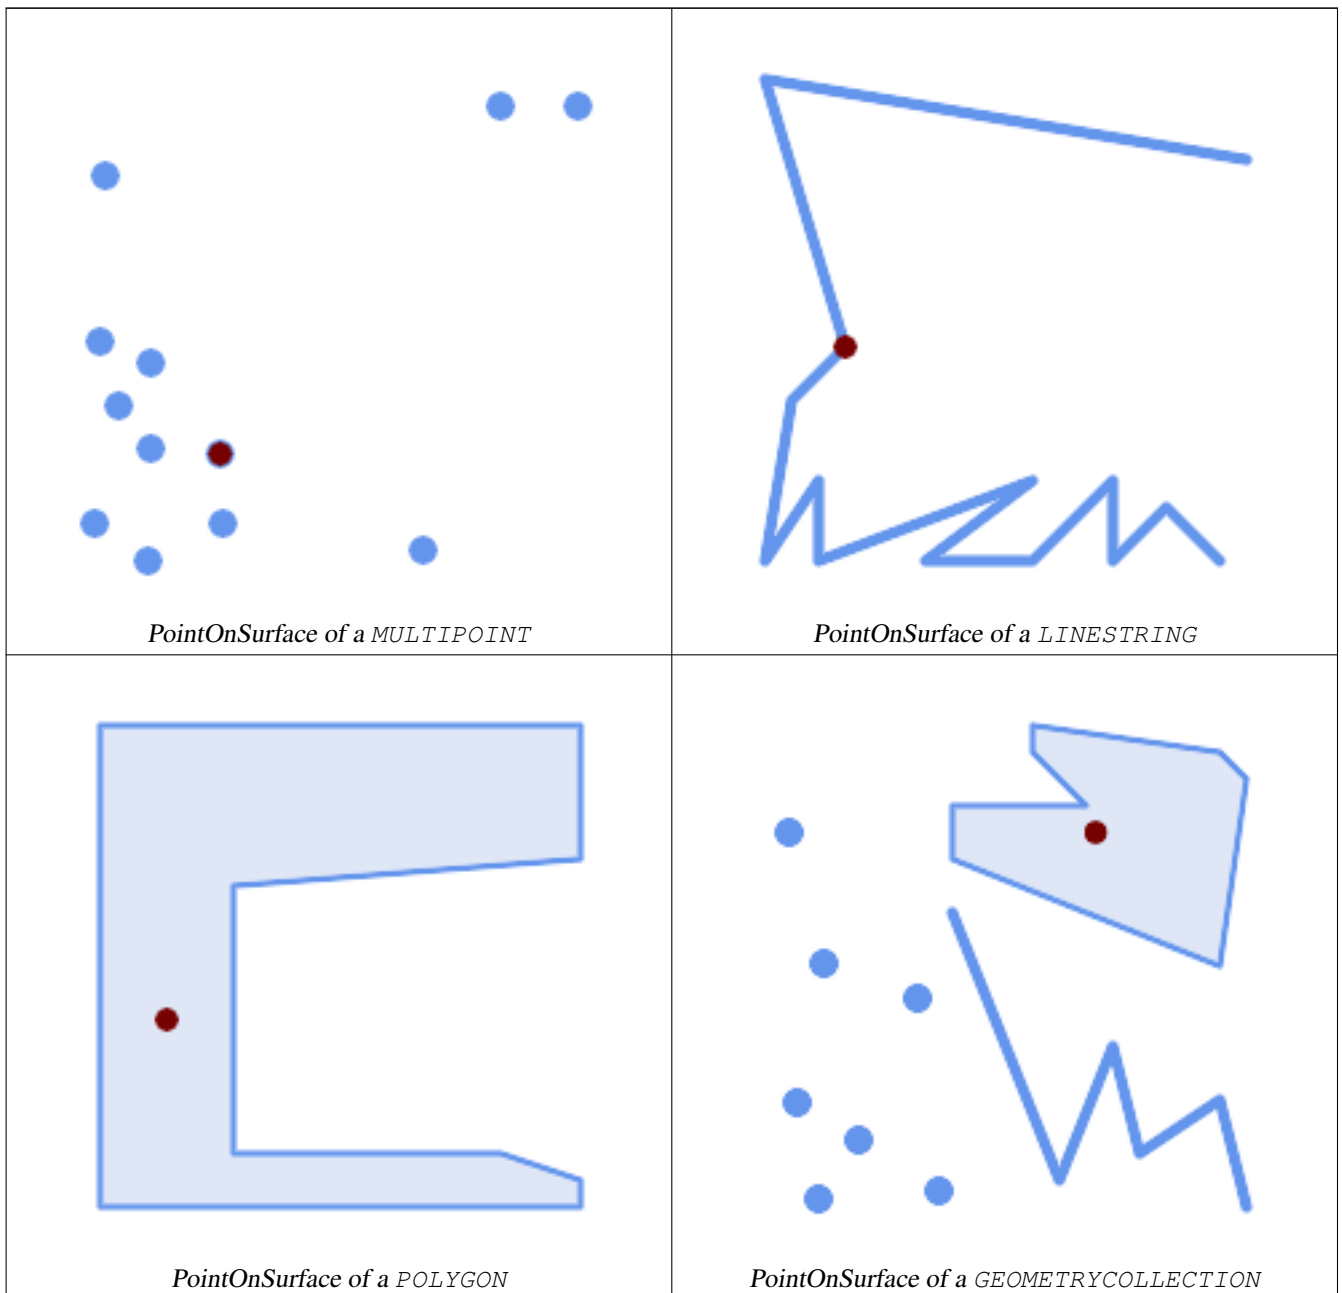 PointOnSurface of a MULTIPOINT
PointOnSurface of a LINESTRING
PointOnSurface of a POLYGON
PointOnSurface of a GEOMETRYCOLLECTION